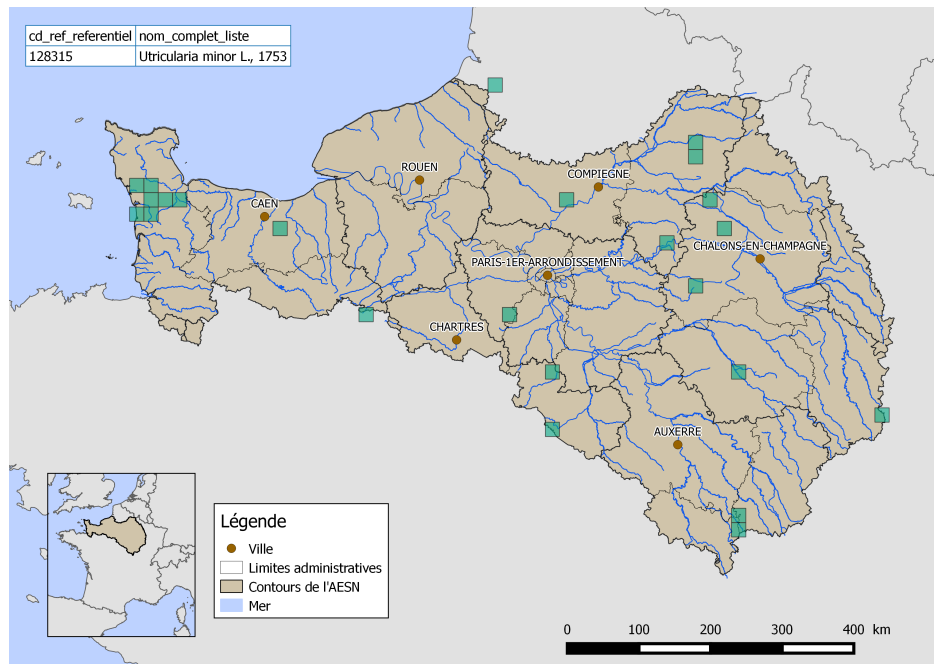 cd_ref_referentiel nom_complet_liste
128315 Utricularia minor L., 1753
ROUEN
COMPIEGNE
CAEN
CHALONS-EN-CHAMPAGNE
PARIS-1ER-ARRONDISSEMENT
CHARTRES
AUXERRE
Légende
Ville
Limites administratives
Contours de l'AESN
Mer
0 100 200 300 400 km